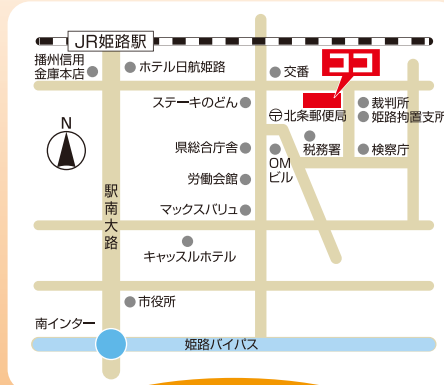 JR姫路駅
播州信用
金庫本店
ホテル日航姫路
交番
ココ
ステーキのどん
〶北条郵便局
裁判所
姫路拘置支所
税務署
検察庁
N
県総合庁舎
OM
ビル
労働会館
駅南大路
マックスバリュ
キャッスルホテル
市役所
南インター
姫路バイパス